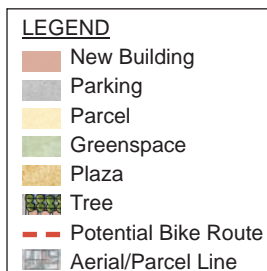 LEGEND
New Building
Parking
Parcel
Greenspace
Plaza
Tree
Potential Bike Route
Aerial/Parcel Line